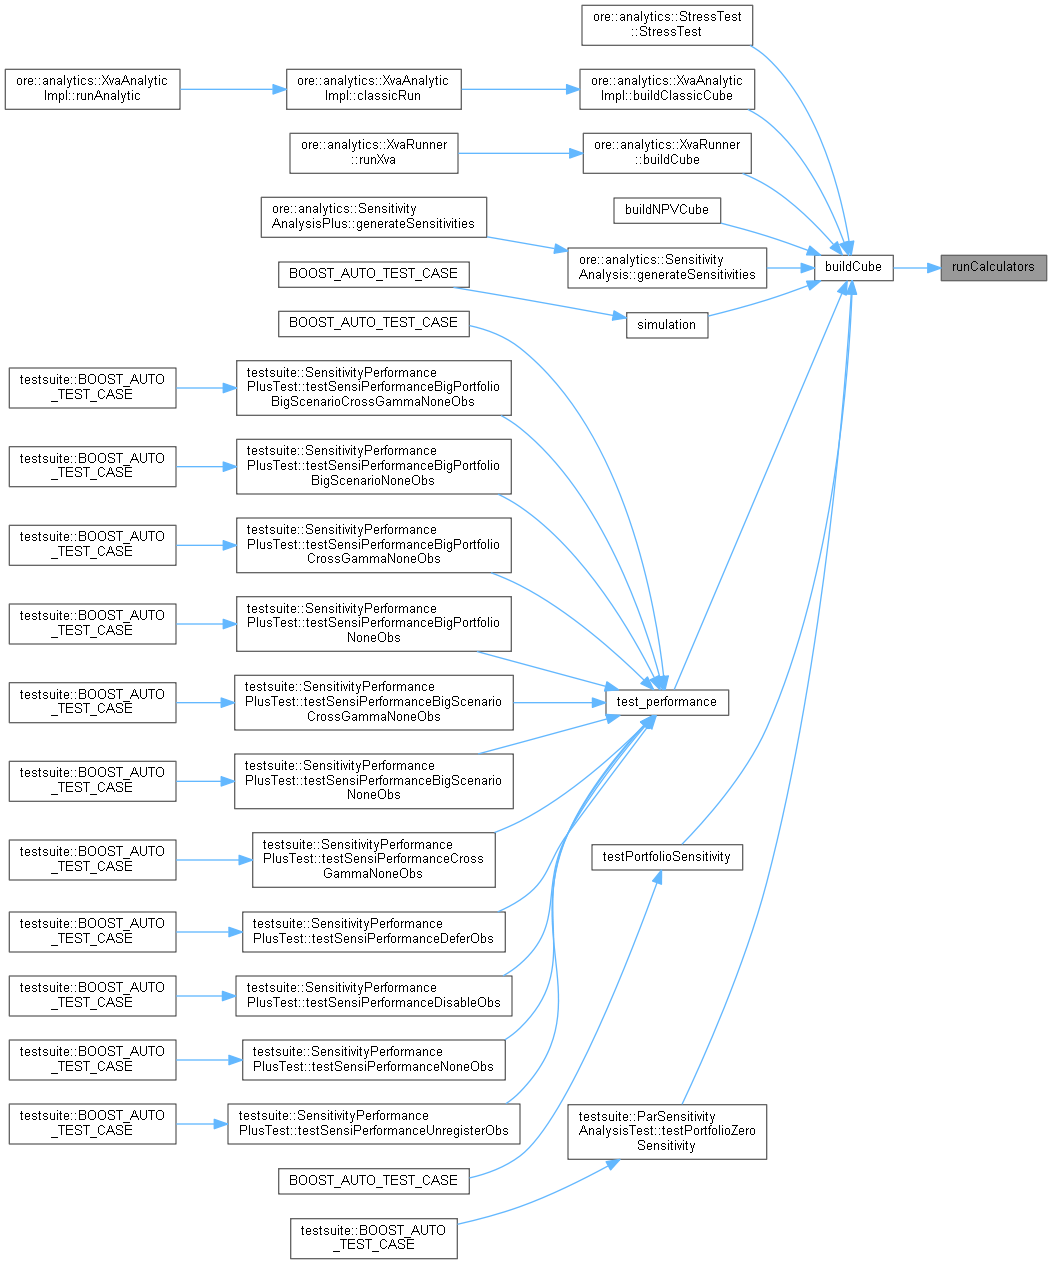 ore::analytics::StressTest
::StressTest
ore::analytics::XvaAnalytic
Impl::runAnalytic
ore::analytics::XvaAnalytic
Impl::classicRun
ore::analytics::XvaAnalytic
Impl::buildClassicCube
ore::analytics::XvaRunner
::runXva
ore::analytics::XvaRunner
::buildCube
buildNPVCube
ore::analytics::Sensitivity
AnalysisPlus::generateSensitivities
ore::analytics::Sensitivity
Analysis::generateSensitivities
buildCube
runCalculators
BOOST_AUTO_TEST_CASE
simulation
BOOST_AUTO_TEST_CASE
testsuite::BOOST_AUTO
_TEST_CASE
testsuite::SensitivityPerformance
PlusTest::testSensiPerformanceBigPortfolio
BigScenarioCrossGammaNoneObs
testsuite::BOOST_AUTO
_TEST_CASE
testsuite::SensitivityPerformance
PlusTest::testSensiPerformanceBigPortfolio
BigScenarioNoneObs
testsuite::BOOST_AUTO
_TEST_CASE
testsuite::SensitivityPerformance
PlusTest::testSensiPerformanceBigPortfolio
CrossGammaNoneObs
testsuite::BOOST_AUTO
_TEST_CASE
testsuite::SensitivityPerformance
PlusTest::testSensiPerformanceBigPortfolio
NoneObs
testsuite::BOOST_AUTO
_TEST_CASE
testsuite::SensitivityPerformance
PlusTest::testSensiPerformanceBigScenario
CrossGammaNoneObs
test_performance
testsuite::BOOST_AUTO
_TEST_CASE
testsuite::SensitivityPerformance
PlusTest::testSensiPerformanceBigScenario
NoneObs
testsuite::BOOST_AUTO
_TEST_CASE
testsuite::SensitivityPerformance
PlusTest::testSensiPerformanceCross
GammaNoneObs
testPortfolioSensitivity
testsuite::BOOST_AUTO
_TEST_CASE
testsuite::SensitivityPerformance
PlusTest::testSensiPerformanceDeferObs
testsuite::BOOST_AUTO
_TEST_CASE
testsuite::SensitivityPerformance
PlusTest::testSensiPerformanceDisableObs
testsuite::BOOST_AUTO
_TEST_CASE
testsuite::SensitivityPerformance
PlusTest::testSensiPerformanceNoneObs
testsuite::BOOST_AUTO
_TEST_CASE
testsuite::SensitivityPerformance
PlusTest::testSensiPerformanceUnregisterObs
testsuite::ParSensitivity
AnalysisTest::testPortfolioZero
Sensitivity
BOOST_AUTO_TEST_CASE
testsuite::BOOST_AUTO
_TEST_CASE